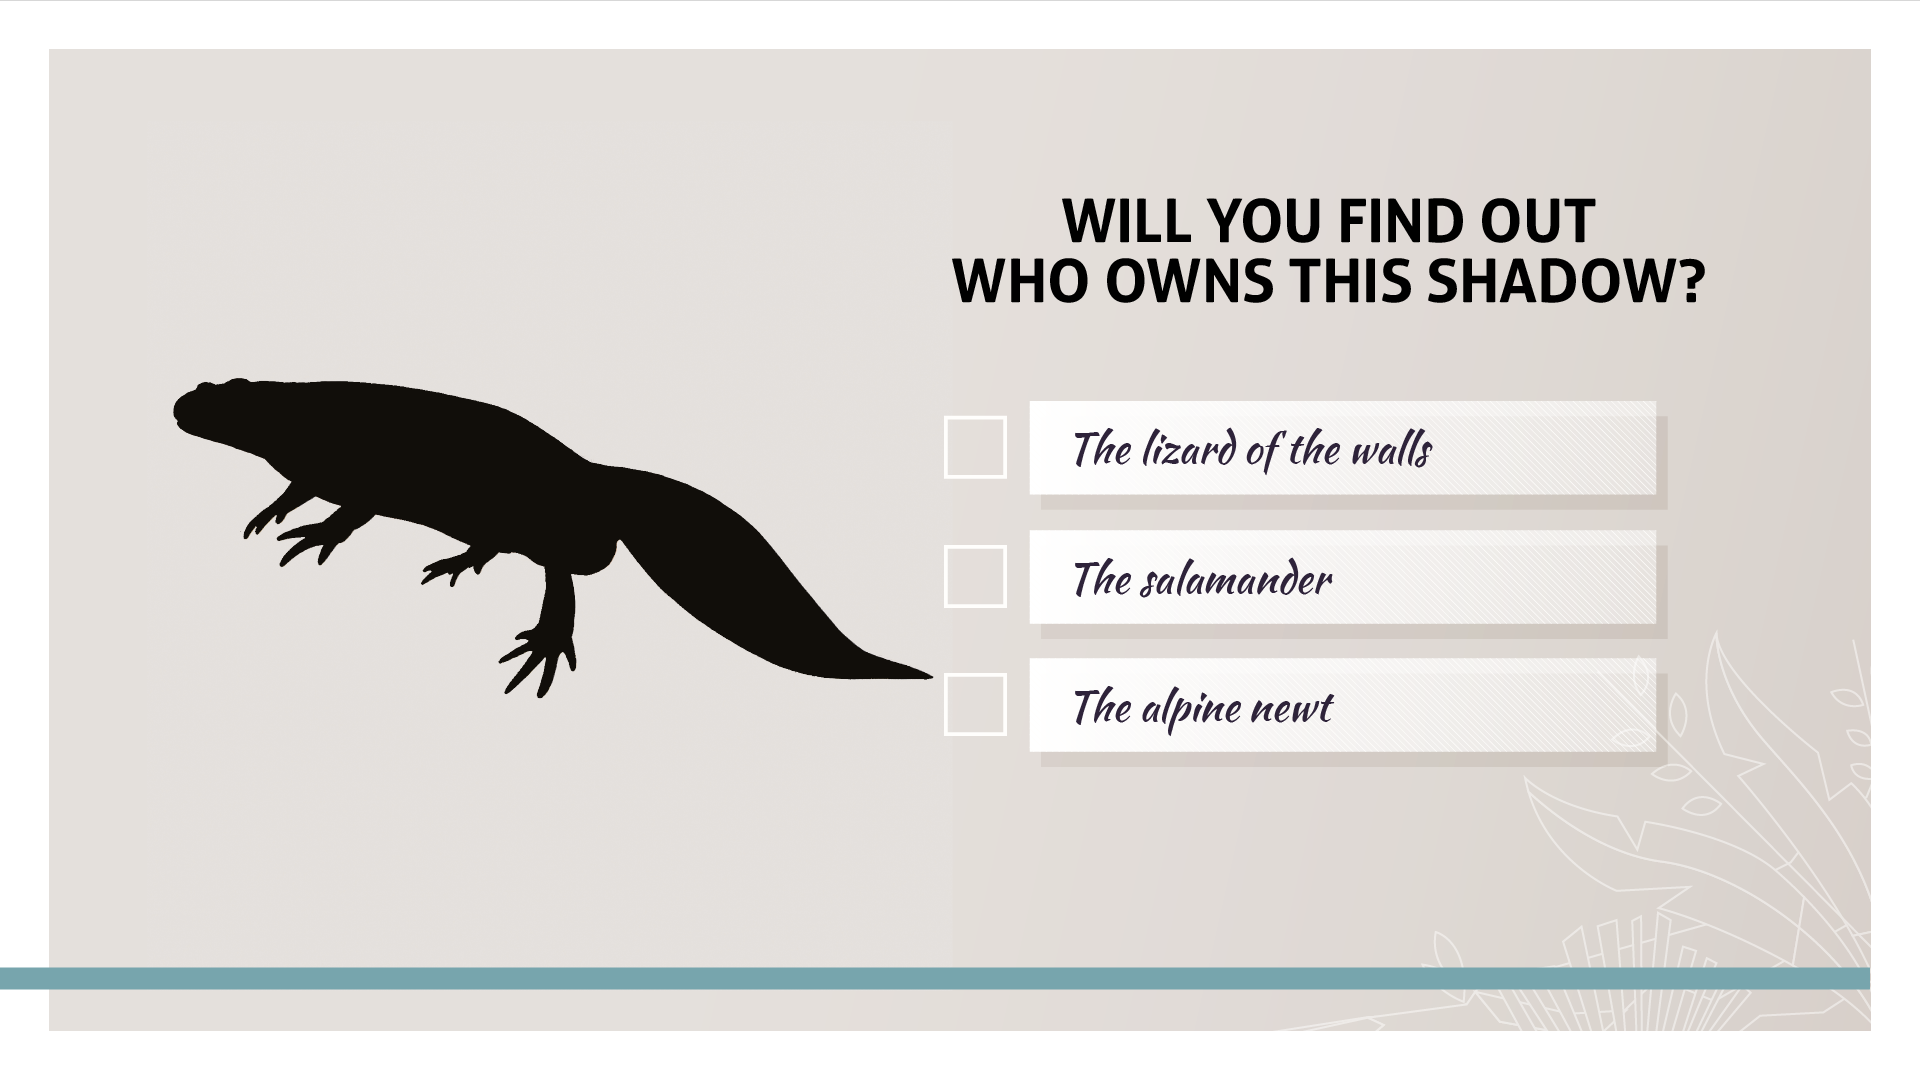 WILL YOU FIND OUT
WHO OWNS THIS SHADOW?
The lizard of the walls
The salamander
The alpine newt